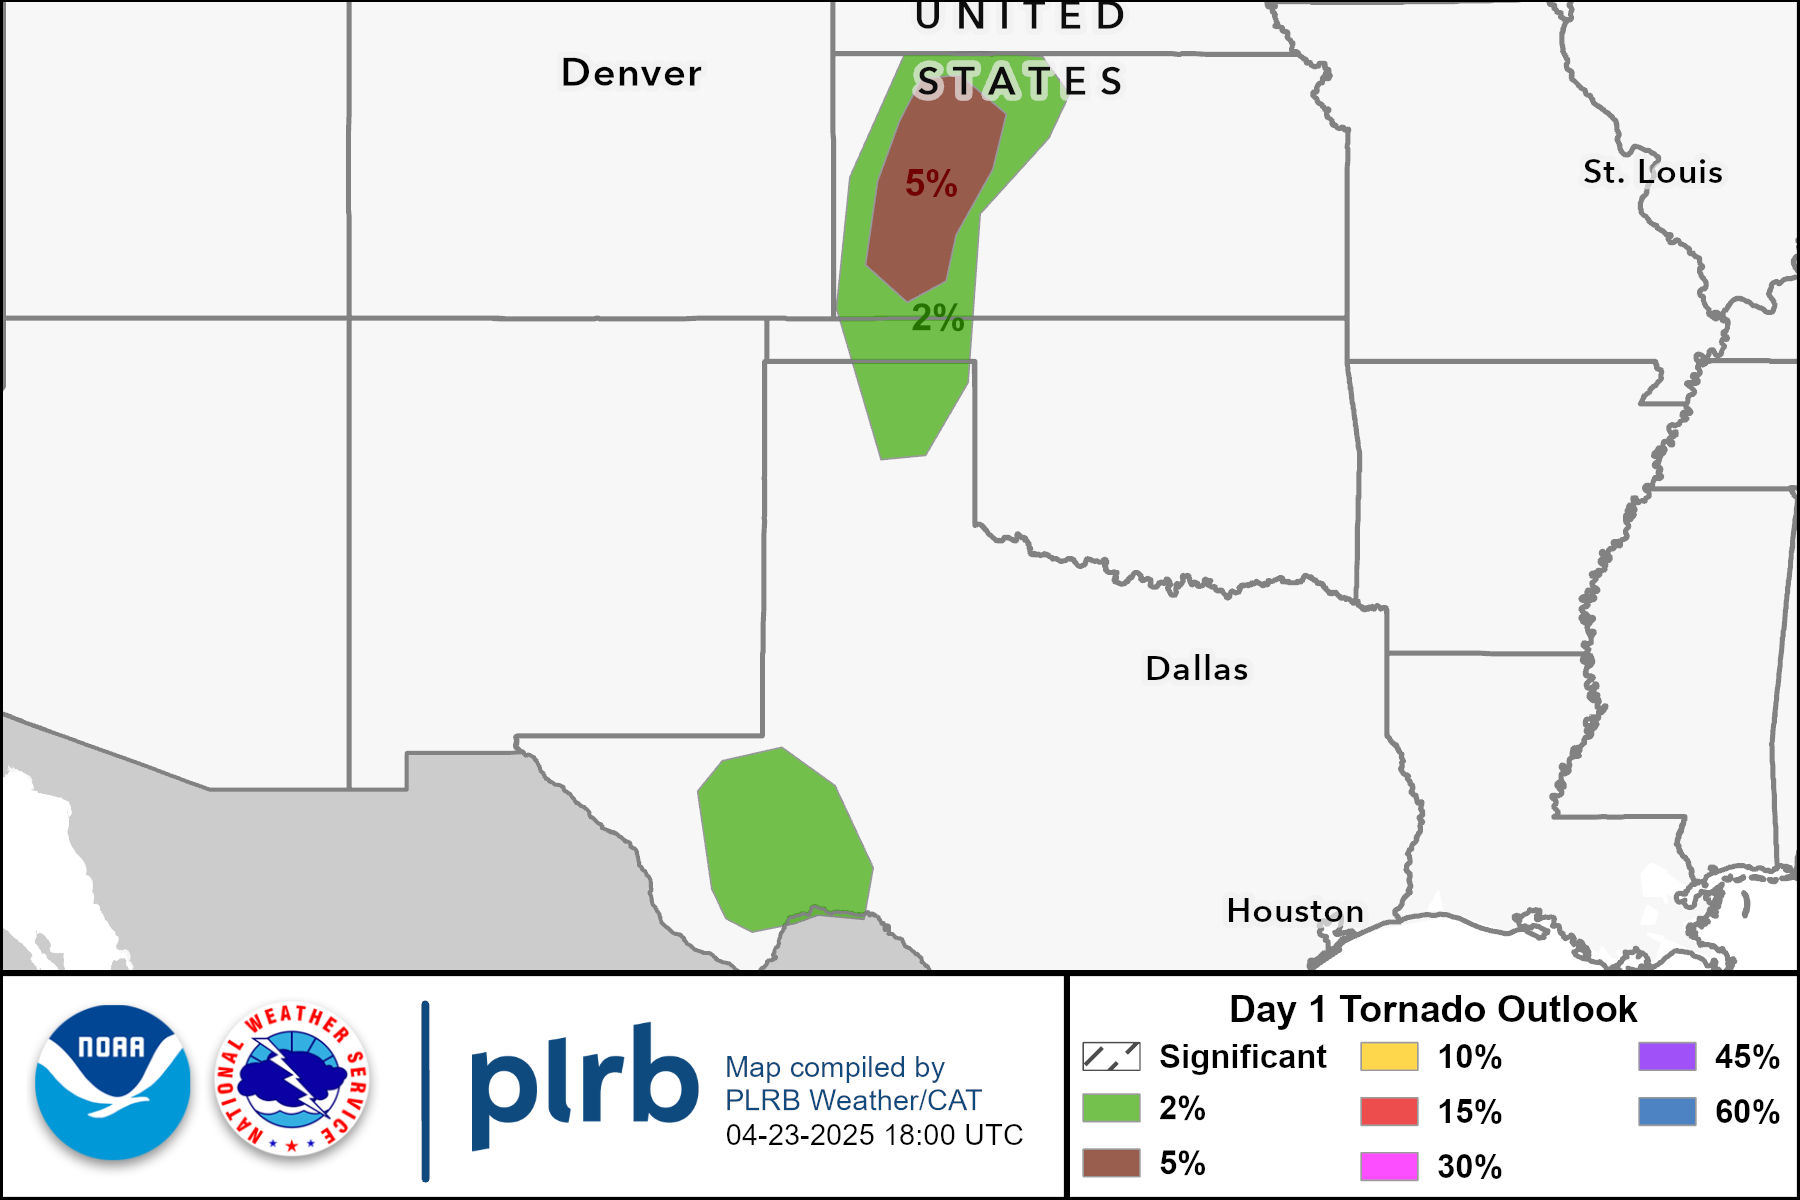 UNITED
STATES
Denver
5%
St. Louis
2%
Dallas
Houston
NOAA
NATIONAL WEATHER SERVICE
plrb
Map compiled by
PLRB Weather/CAT
04-23-2025 18:00 UTC
Day 1 Tornado Outlook
Significant
2%
5%
10%
15%
30%
45%
60%